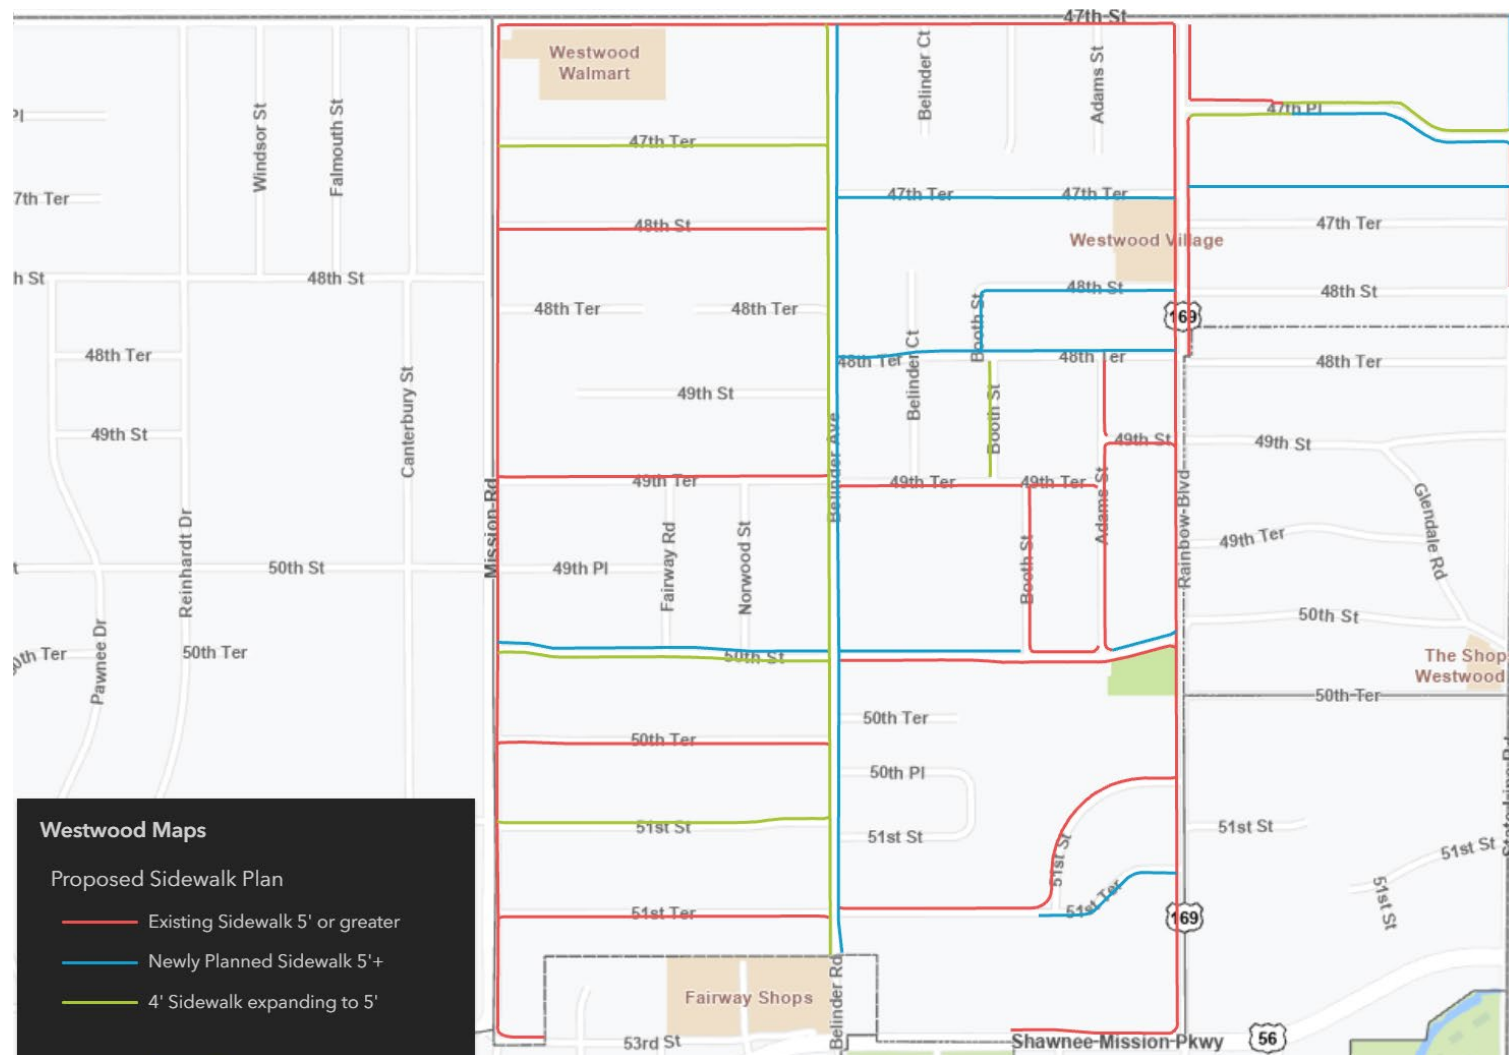 47th St
Westwood
Walmart
Belinder Ct
Adams St
Windsor St
Falmouth St
Pl
47th Pl
47th Ter
7th Ter
47th Ter
47th Ter
47th Ter
48th St
Westwood Village
h St
48th St
48th St
48th St
48th Ter
48th Ter
Booth St
169
48th Ter
48th Ter
48th Ter
48th Ter
Belinder Ct
Canterbury St
49th St
Booth St
49th St
49th St
49th St
Belinder Ave
49th Ter
49th Ter
49th Ter
Adams St
Mission Rd
Reinhardt Dr
Rainbow Blvd
Glendale Rd
49th Ter
50th St
49th Pl
Fairway Rd
Norwood St
Booth St
50th St
Pawnee Dr
0th Ter
50th Ter
50th St
The Shop
Westwood
50th Ter
50th Ter
50th Ter
50th Pl
51st St
51st St
51st St
51st St
51st St
51st St
51st Ter
51st Ter
169
Fairway Shops
Belinder Rd
53rd St
Shawnee Mission Pkwy
56
Westwood Maps
Proposed Sidewalk Plan
Existing Sidewalk 5' or greater
Newly Planned Sidewalk 5'+
4' Sidewalk expanding to 5'